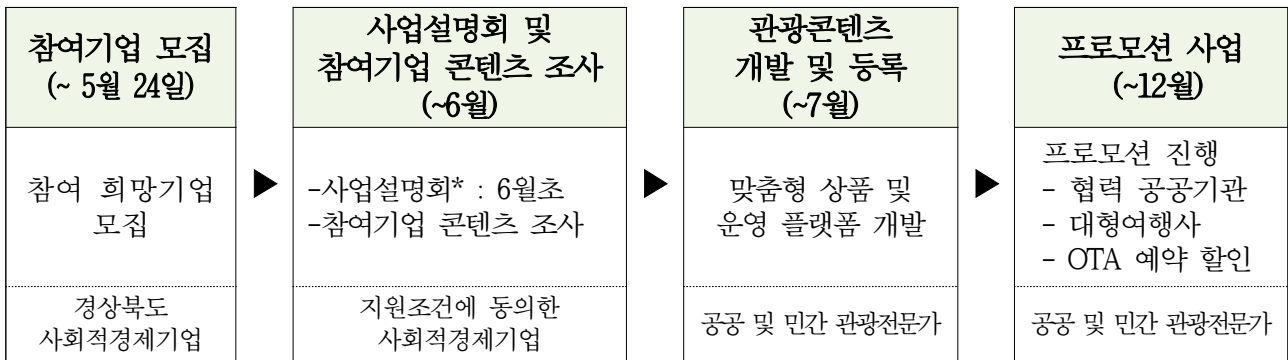 참여기업 모집
(~ 5월 24일)
참여 희망기업
모집
경상북도
사회적경제기업
▶
사업설명회 및
참여기업 콘텐츠 조사
(~6월)
-사업설명회* : 6월초
-참여기업 콘텐츠 조사
지원조건에 동의한
사회적경제기업
▶
관광콘텐츠
개발 및 등록
(~7월)
맞춤형 상품 및
운영 플랫폼 개발
공공 및 민간 관광전문가
▶
프로모션 사업
(~12월)
프로모션 진행
- 협력 공공기관
- 대형여행사
- OTA 예약 할인
공공 및 민간 관광전문가